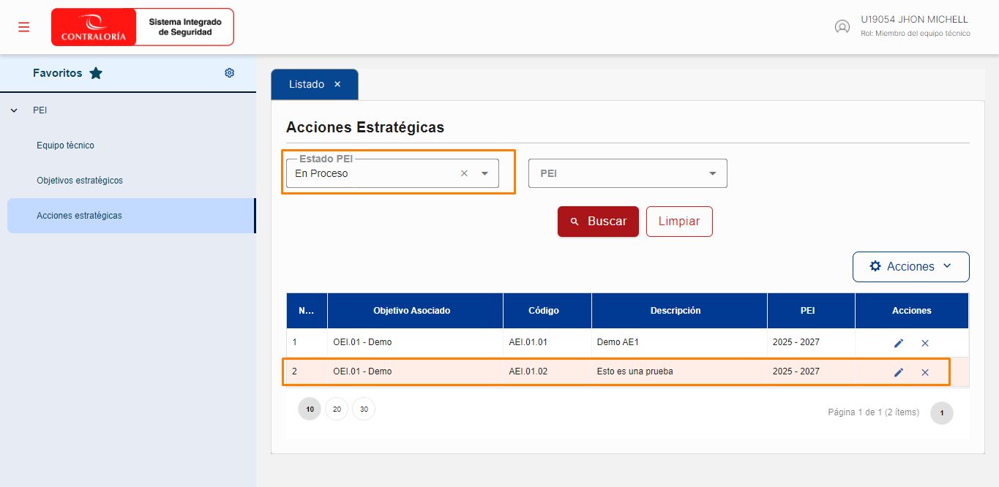 CONTRALORÍA
Sistema Integrado
de Seguridad
U19054 JHON MICHELL
Rol: Miembro del equipo técnico
Favoritos
PEI
Equipo técnico
Objetivos estratégicos
Acciones estratégicas
Listado ×
Acciones Estratégicas
Estado PEI
En Proceso
PEI
Buscar
Limpiar
Acciones
N... Objetivo Asociado Código Descripción PEI Acciones
1 OEI.01 - Demo AEI.01.01 Demo AE1 2025 - 2027
2 OEI.01 - Demo AEI.01.02 Esto es una prueba 2025 - 2027
10 20 30
Página 1 de 1 (2 ítems) 1